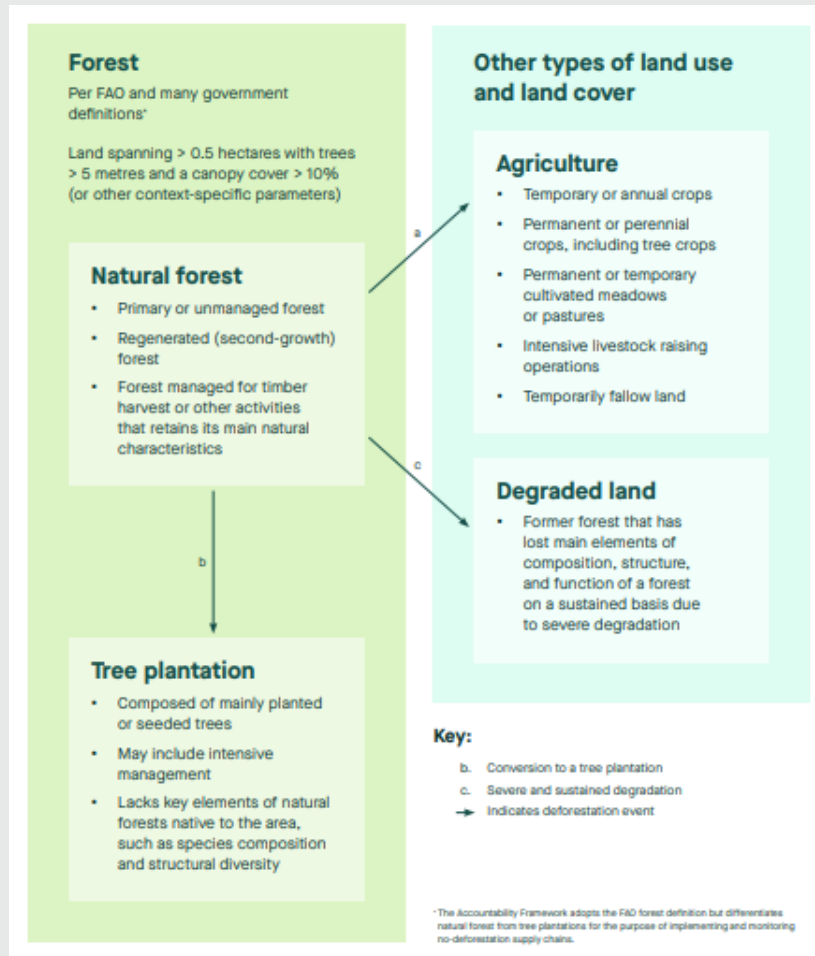 Forest
Per FAO and many government
definitions*
Land spanning > 0.5 hectares with trees
> 5 metres and a canopy cover > 10%
(or other context-specific parameters)
Natural forest
• Primary or unmanaged forest
• Regenerated (second-growth)
forest
• Forest managed for timber
harvest or other activities
that retains its main natural
characteristics
b
Tree plantation
• Composed of mainly planted
or seeded trees
• May include intensive
management
• Lacks key elements of natural
forests native to the area,
such as species composition
and structural diversity
a
c
Other types of land use
and land cover
Agriculture
• Temporary or annual crops
• Permanent or perennial
crops, including tree crops
• Permanent or temporary
cultivated meadows
or pastures
• Intensive livestock raising
operations
• Temporarily fallow land
Degraded land
• Former forest that has
lost main elements of
composition, structure,
and function of a forest
on a sustained basis due
to severe degradation
Key:
b. Conversion to a tree plantation
c. Severe and sustained degradation
→ Indicates deforestation event
*The Accountability Framework adopts the FAO forest definition but differentiates
natural forest from tree plantations for the purpose of implementing and monitoring
no-deforestation supply chains.